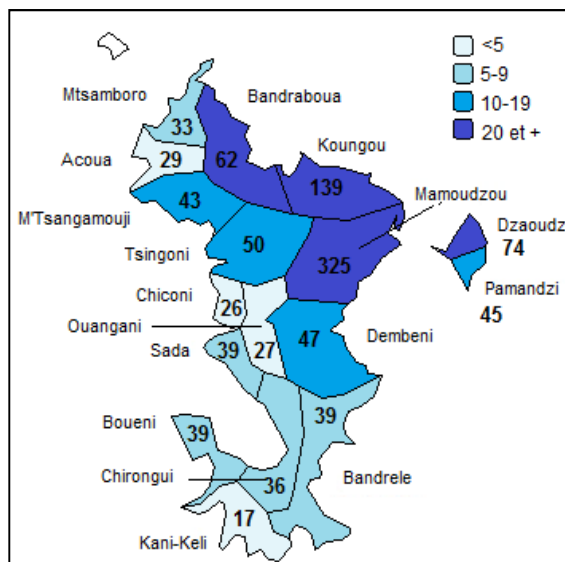 <5
5-9
10-19
20 et +
Mtsamboro
Bandraboua
33
Koungou
Acoua
29
62
139
Mamoudzou
43
M'Tsangamouji
Dzaoudz
74
50
Tsingoni
325
Pamandzi
45
Chiconi
26
Ouangani
Sada
39
27
47
Dembeni
39
Boueni
39
Chirongui
36
Bandrele
17
Kani-Keli